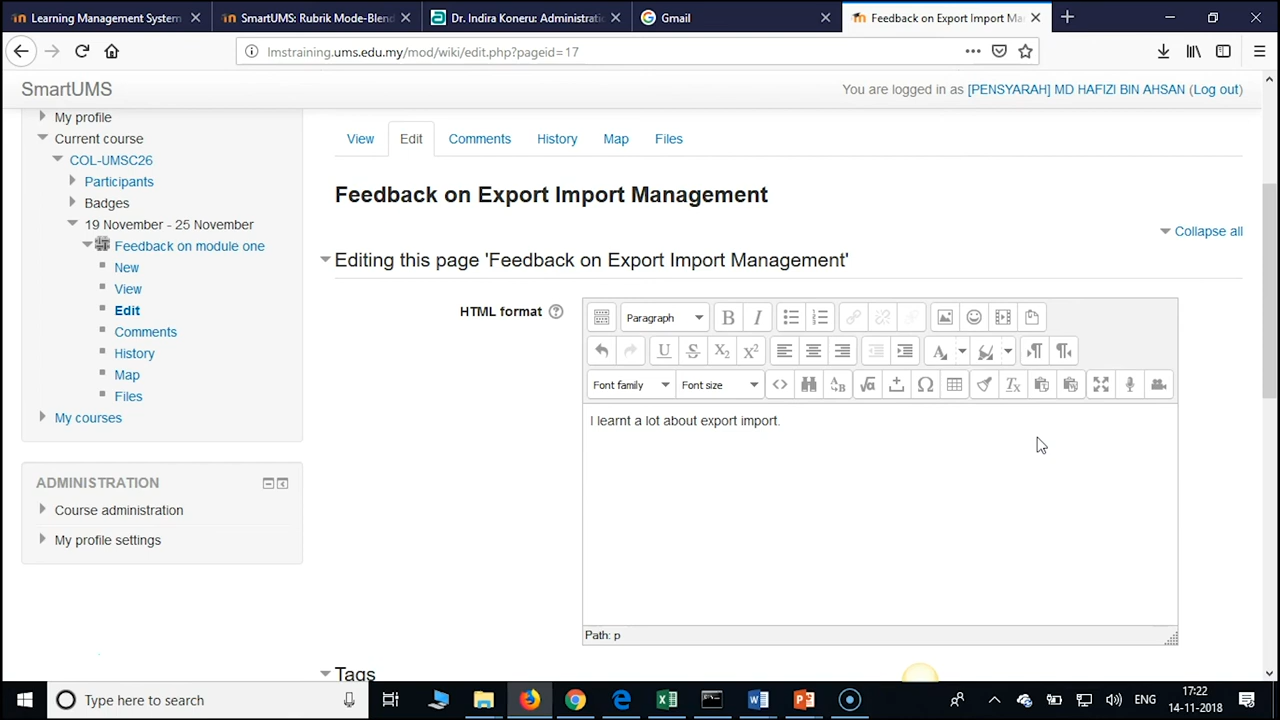 Learning Management System
SmartUMS: Rubrik Mode-Blen
Dr. Indira Koneru: Administrati
Gmail
Feedback on Export Import Ma
lmstraining.ums.edu.my/mod/wiki/edit.php?pageid=17
SmartUMS
You are logged in as [PENSYARAH] MD HAFIZI BIN AHSAN (Log out)
My profile
Current course
COL-UMSC26
Participants
Badges
19 November - 25 November
Feedback on module one
New
View
Edit
Comments
History
Map
Files
My courses
ADMINISTRATION
Course administration
My profile settings
View Edit Comments History Map Files
Feedback on Export Import Management
Collapse all
Editing this page 'Feedback on Export Import Management'
HTML format
Paragraph
Font family Font size
I learnt a lot about export import.
Path: p
Tags
Type here to search
ENG
17:22
14-11-2018